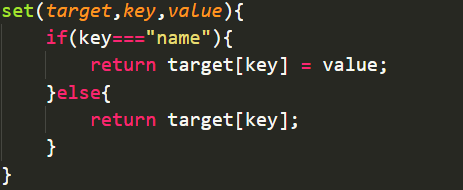 set(target,key,value){
    if(key==="name"){
        return target[key] = value;
    }else{
        return target[key];
    }
}